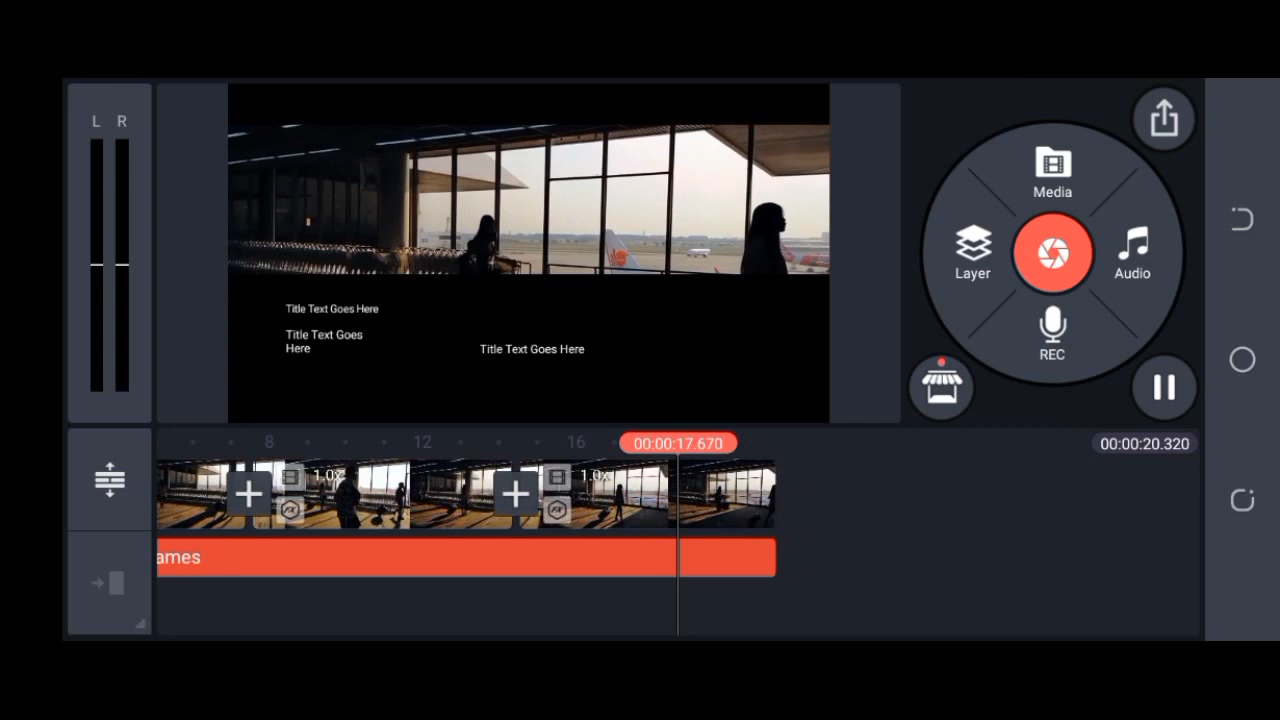 L R
Title Text Goes Here
Title Text Goes
Here
Title Text Goes Here
Media
Layer
Audio
REC
8 12 16
00:00:17.670
00:00:20.320
1.0x
1.0x
ames